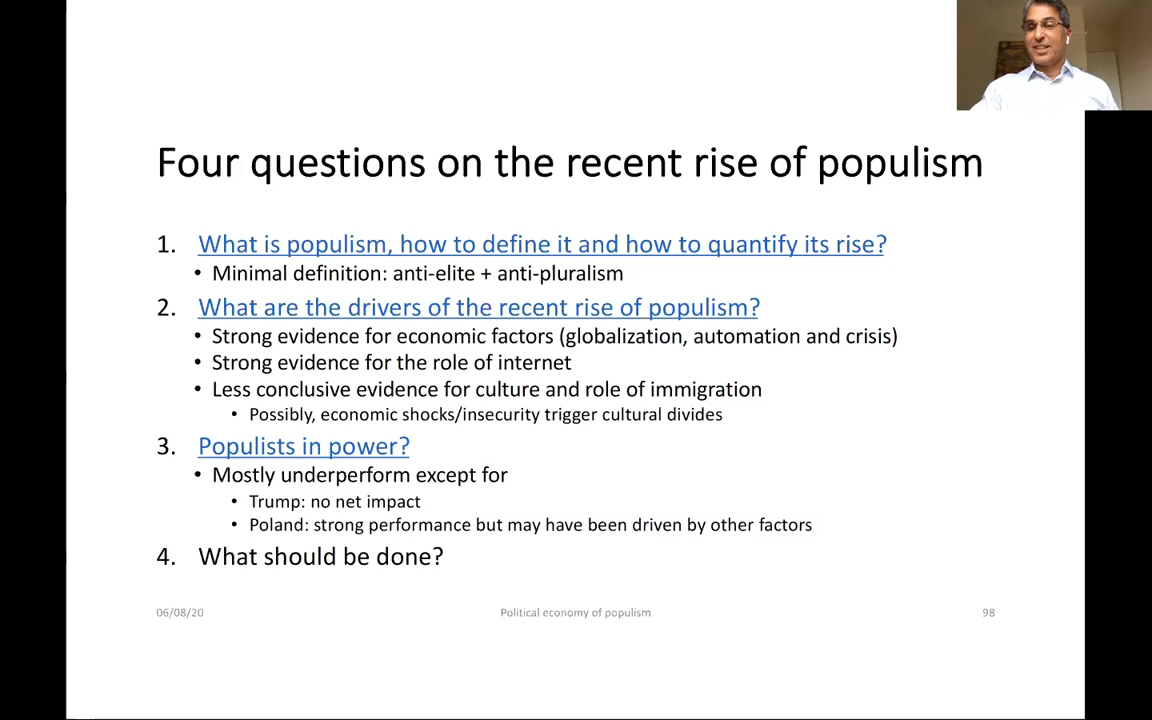 Four questions on the recent rise of populism
1. What is populism, how to define it and how to quantify its rise?
• Minimal definition: anti-elite + anti-pluralism
2. What are the drivers of the recent rise of populism?
• Strong evidence for economic factors (globalization, automation and crisis)
• Strong evidence for the role of internet
• Less conclusive evidence for culture and role of immigration
• Possibly, economic shocks/insecurity trigger cultural divides
3. Populists in power?
• Mostly underperform except for
• Trump: no net impact
• Poland: strong performance but may have been driven by other factors
4. What should be done?
06/08/20 Political economy of populism 98